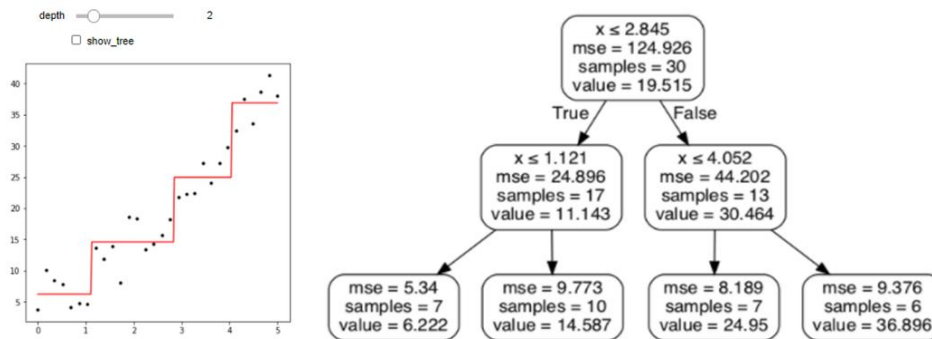 depth 2
show_tree
40
35
30
25
20
15
10
5
0 1 2 3 4 5
x ≤ 2.845
mse = 124.926
samples = 30
value = 19.515
True False
x ≤ 1.121
mse = 24.896
samples = 17
value = 11.143
x ≤ 4.052
mse = 44.202
samples = 13
value = 30.464
mse = 5.34
samples = 7
value = 6.222
mse = 9.773
samples = 10
value = 14.587
mse = 8.189
samples = 7
value = 24.95
mse = 9.376
samples = 6
value = 36.896